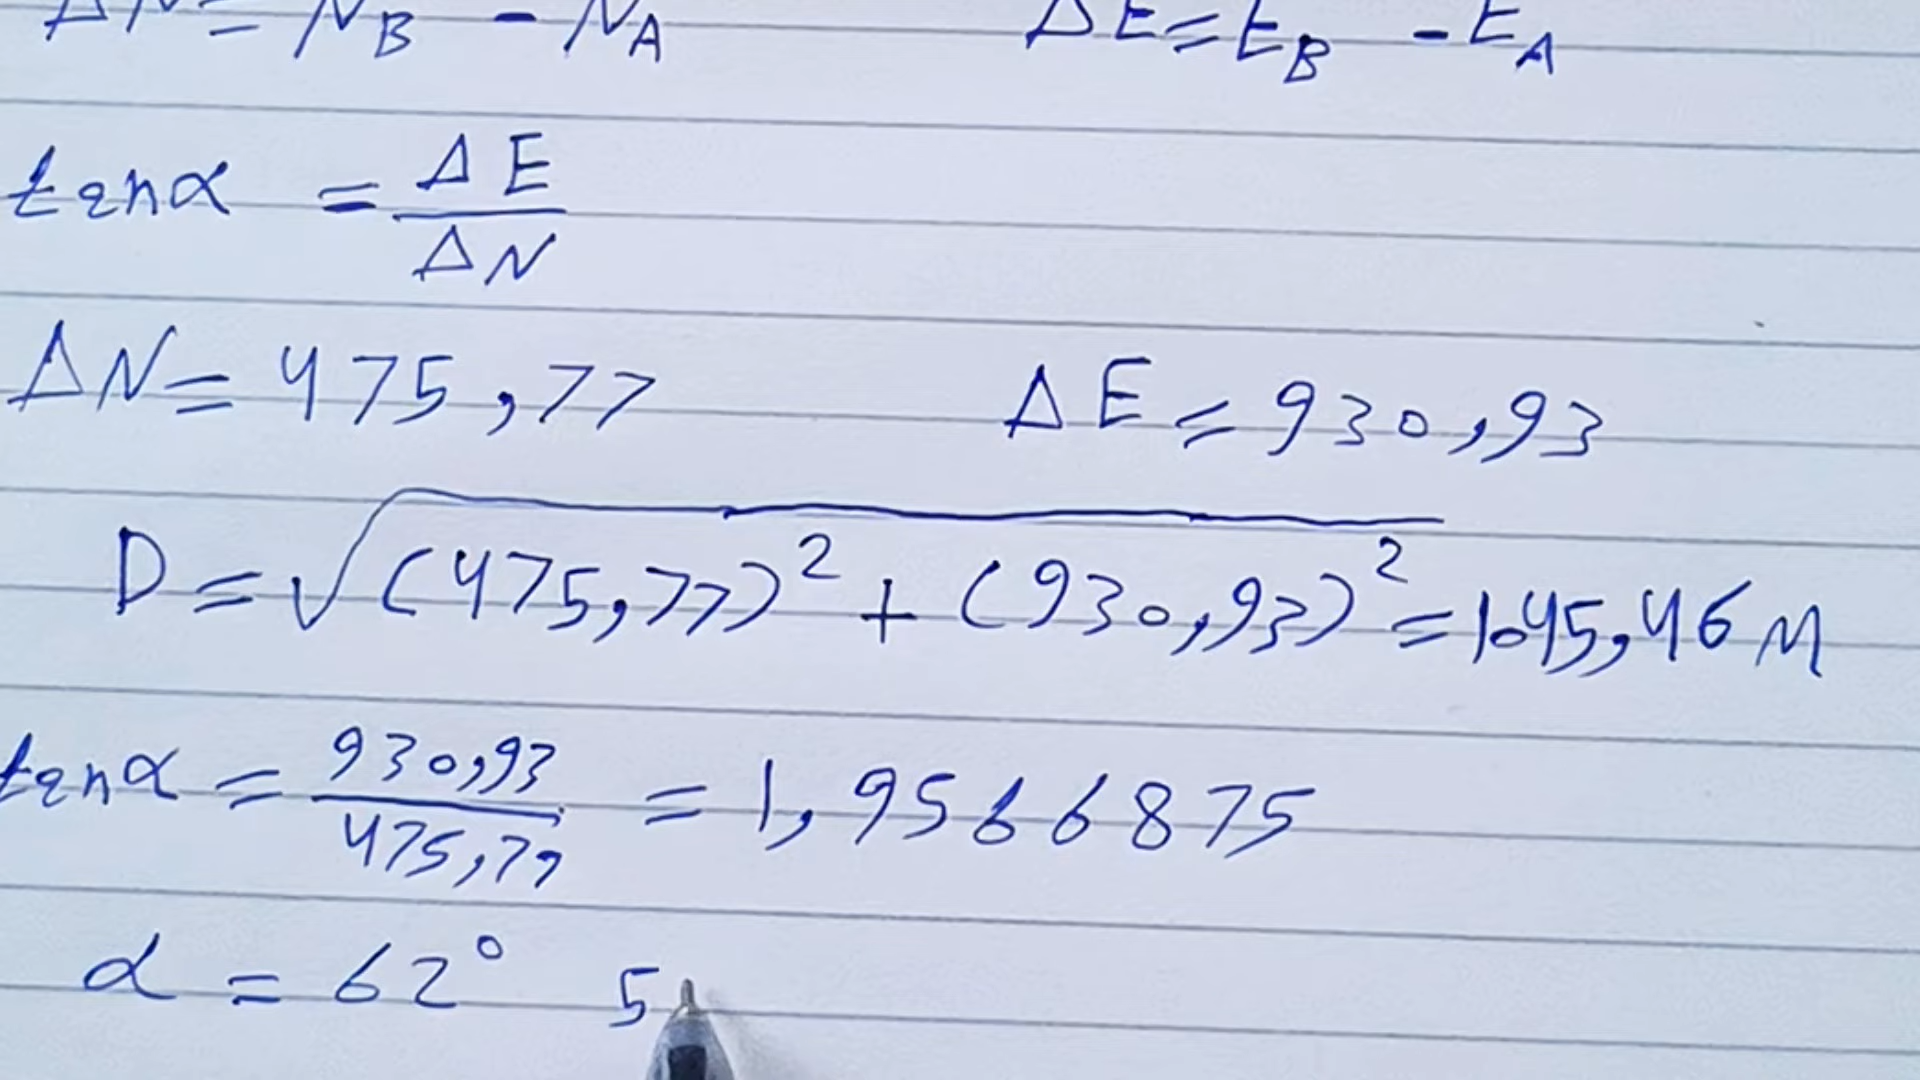 ΔN = N_B - N_A ΔE = E_B - E_A
tanα = ΔE/ΔN
ΔN = 475,77 ΔE = 930,93
D = √(475,77)² + (930,93)² = 1045,46 M
tanα = 930,93/475,77 = 1,9566875
α = 62° 5